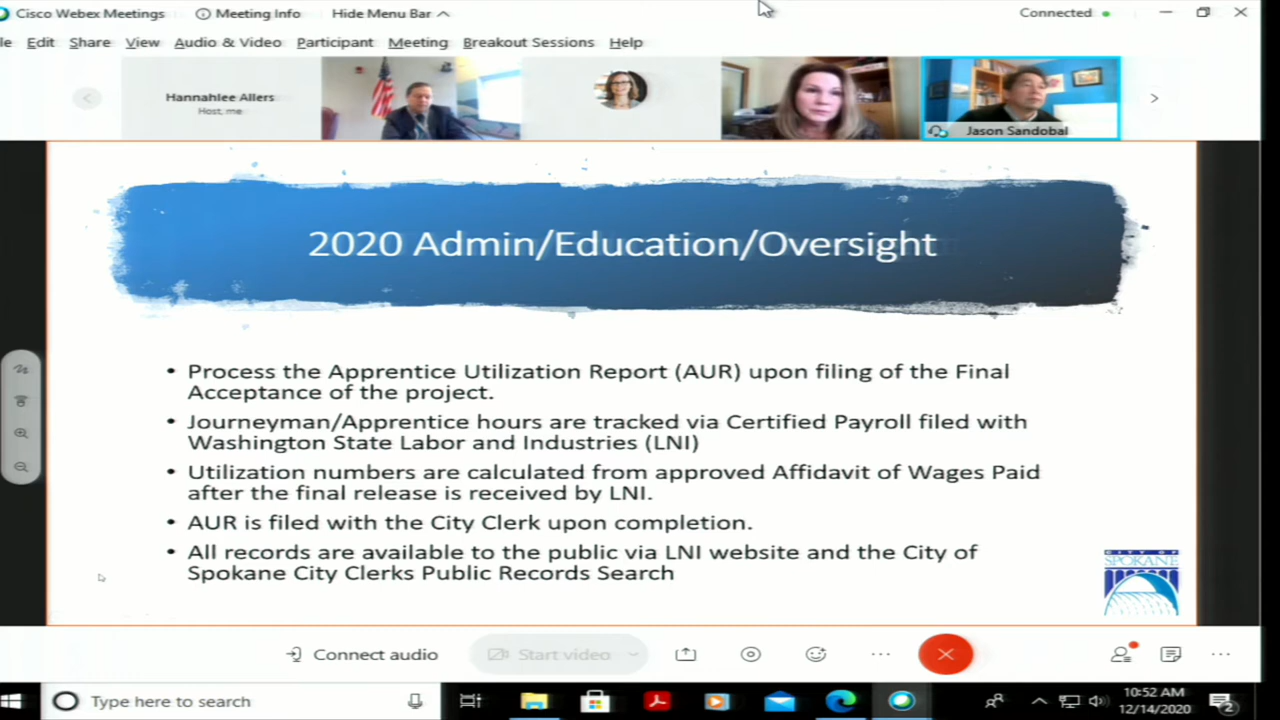 Cisco Webex Meetings
Meeting Info
Hide Menu Bar
Connected
le Edit Share View Audio & Video Participant Meeting Breakout Sessions Help
Hannahlee Allers
Host, me
Jason Sandobal
2020 Admin/Education/Oversight
• Process the Apprentice Utilization Report (AUR) upon filing of the Final
Acceptance of the project.
• Journeyman/Apprentice hours are tracked via Certified Payroll filed with
Washington State Labor and Industries (LNI)
• Utilization numbers are calculated from approved Affidavit of Wages Paid
after the final release is received by LNI.
• AUR is filed with the City Clerk upon completion.
• All records are available to the public via LNI website and the City of
Spokane City Clerks Public Records Search
CITY OF
SPOKANE
Connect audio
Start video
Type here to search
10:52 AM
12/14/2020
2